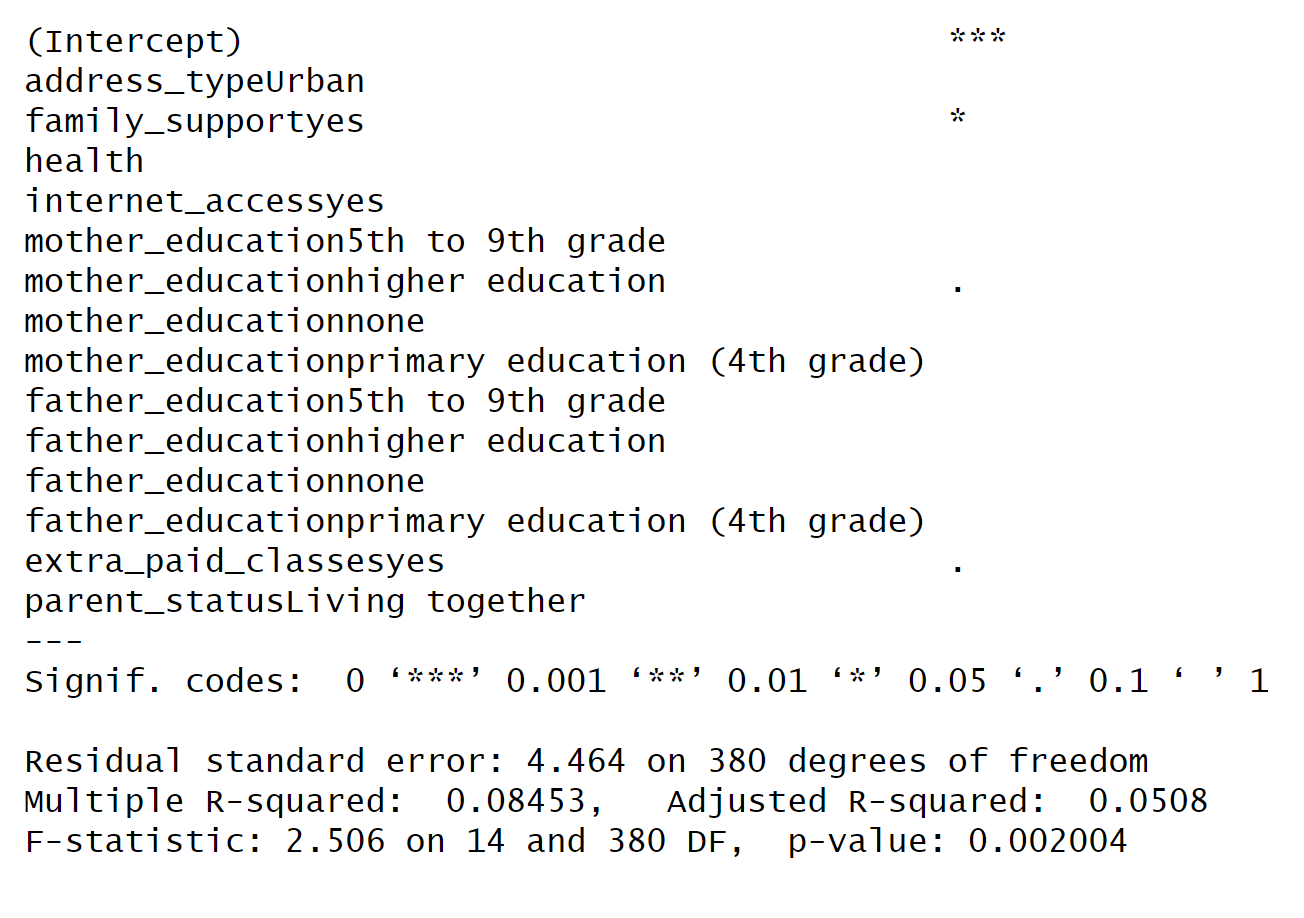 (Intercept) ***
address_typeUrban
family_supportyes *
health
internet_accessyes
mother_education5th to 9th grade
mother_educationhigher education .
mother_educationnone
mother_educationprimary education (4th grade)
father_education5th to 9th grade
father_educationhigher education
father_educationnone
father_educationprimary education (4th grade)
extra_paid_classesyes .
parent_statusLiving together
---
Signif. codes:  0 ‘***’ 0.001 ‘**’ 0.01 ‘*’ 0.05 ‘.’ 0.1 ‘ ’ 1
Residual standard error: 4.464 on 380 degrees of freedom
Multiple R-squared:  0.08453,   Adjusted R-squared:  0.0508
F-statistic: 2.506 on 14 and 380 DF,  p-value: 0.002004